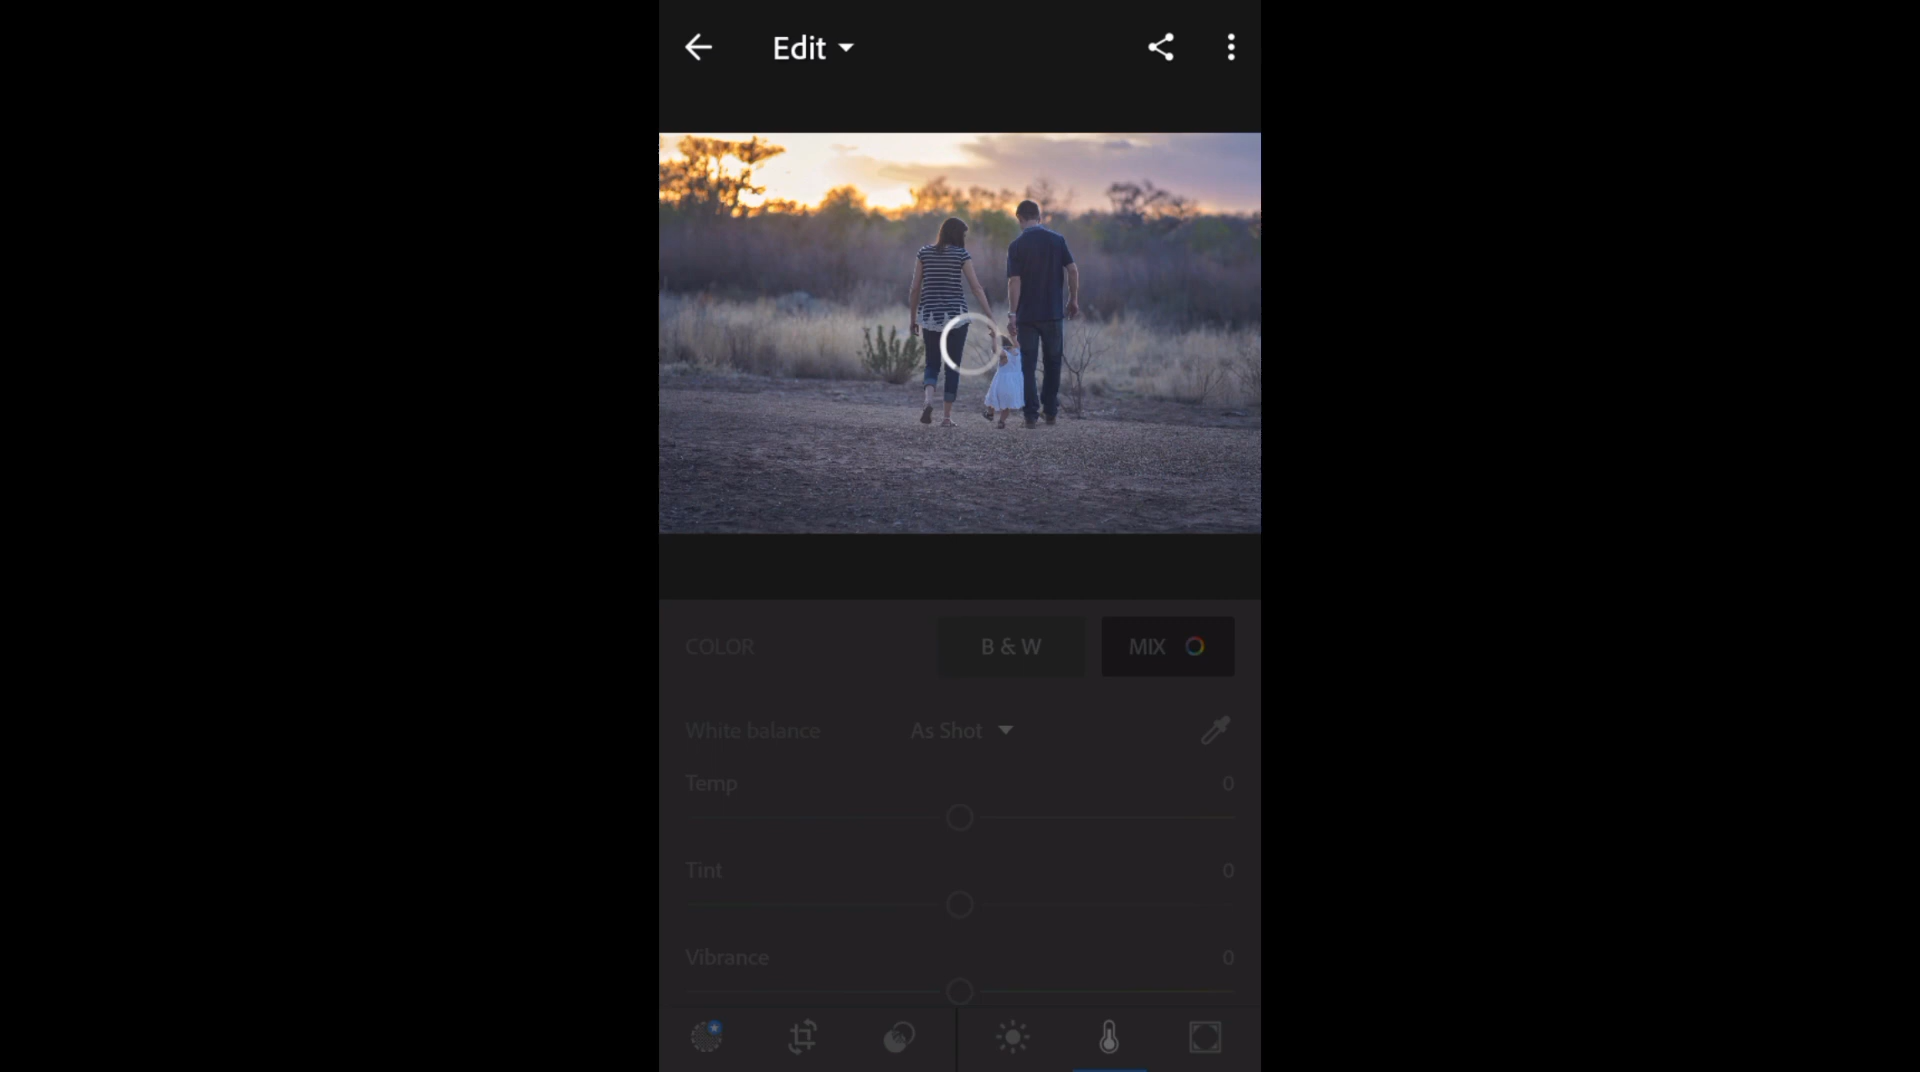 Edit
COLOR B & W MIX
White balance As Shot
Temp 0
Tint 0
Vibrance 0